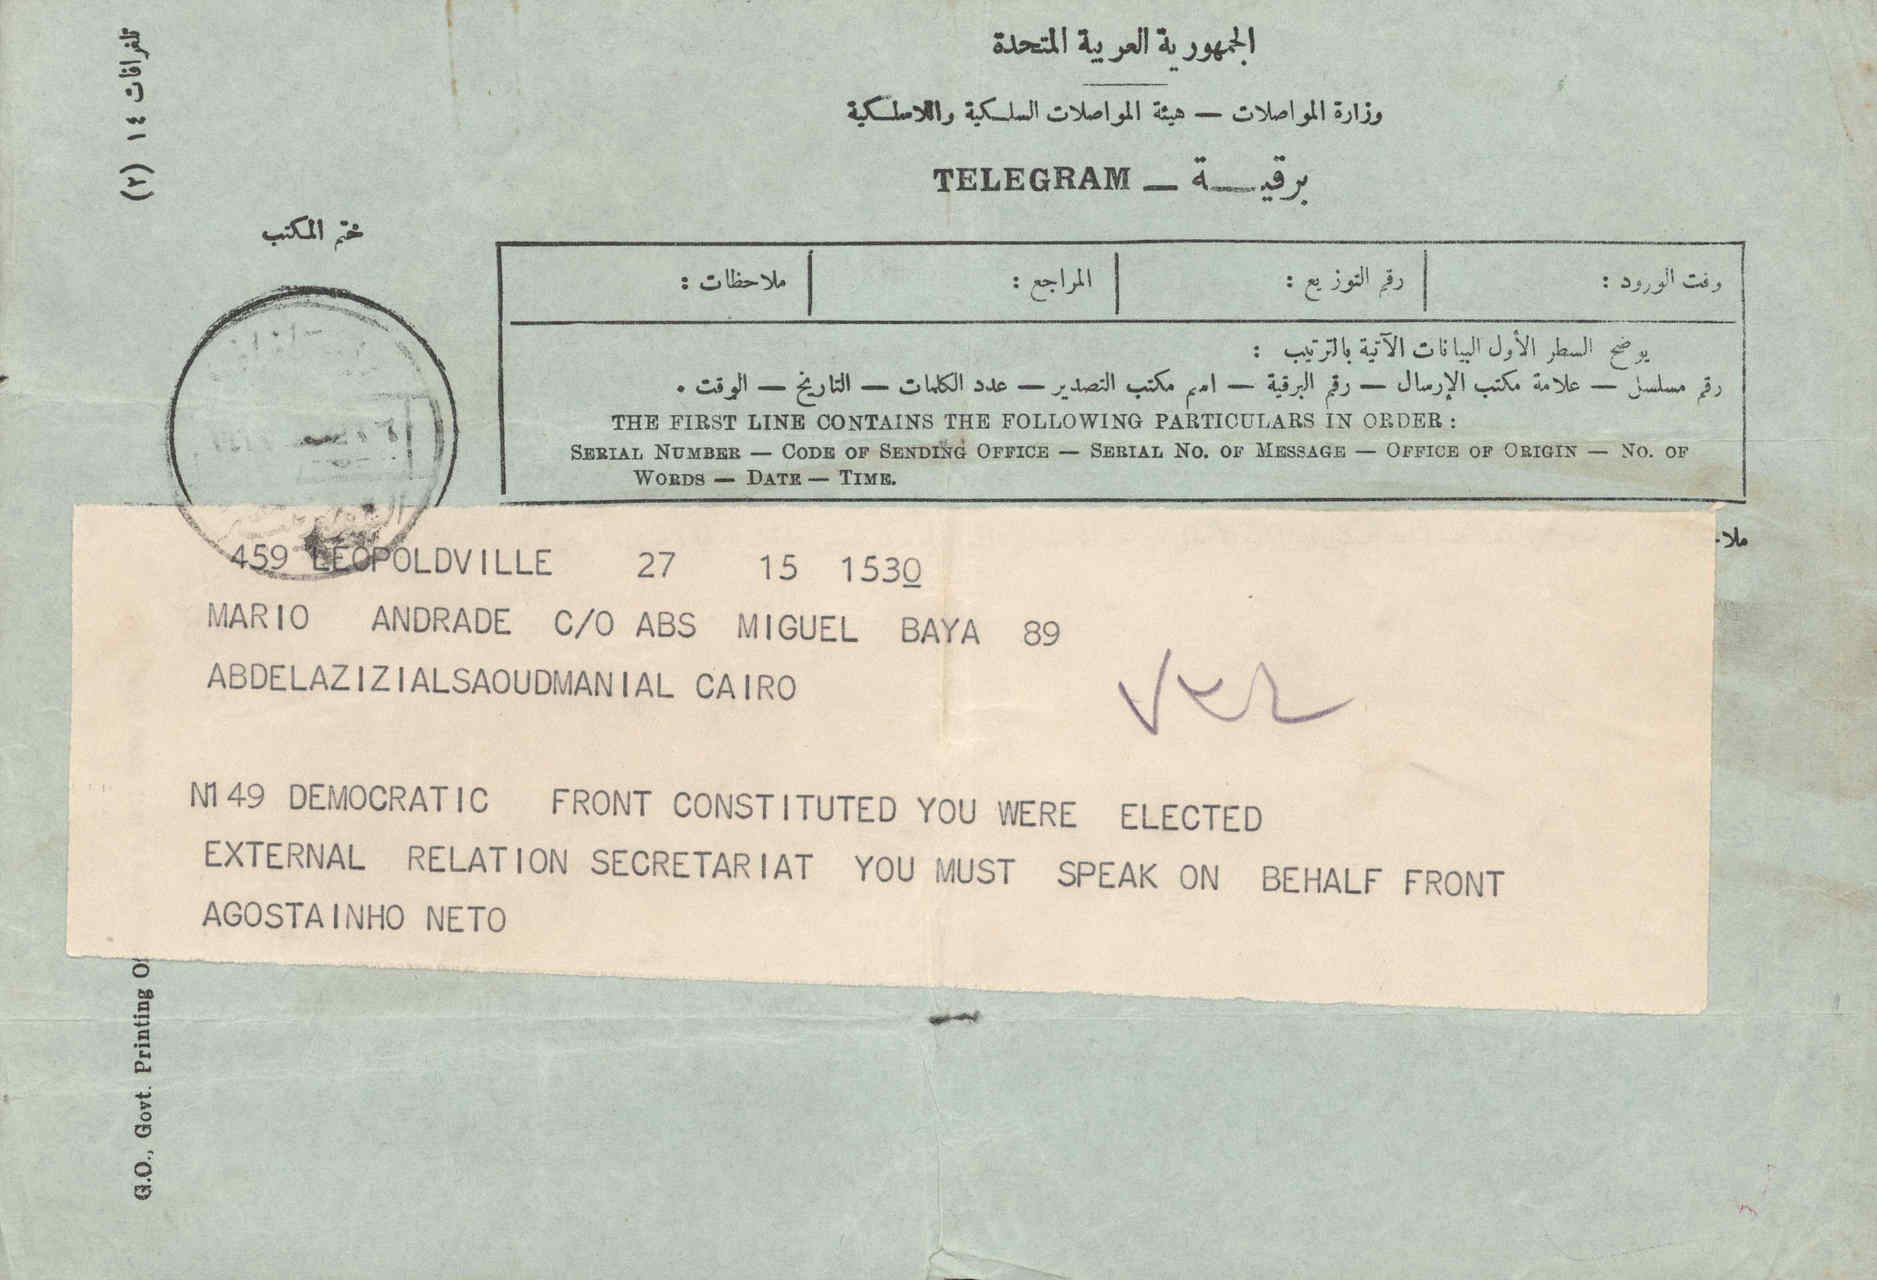 الجمهورية العربية المتحدة
وزارة المواصلات — هيئة المواصلات السلكية واللاسلكية
TELEGRAM — برقيـــة
تلغرافات ١٤ (٢)
ختم المكتب
وقت الورود :
رقم التوزيع :
المراجع :
ملاحظات :
يوضح السطر الأول البيانات الآتية بالترتيب :
رقم مسلسل — علامة مكتب الإرسال — رقم البرقية — اسم مكتب التصدير — عدد الكلمات — التاريخ — الوقت .
THE FIRST LINE CONTAINS THE FOLLOWING PARTICULARS IN ORDER :
SERIAL NUMBER — CODE OF SENDING OFFICE — SERIAL NO. OF MESSAGE — OFFICE OF ORIGIN — NO. OF
WORDS — DATE — TIME.
459 LEOPOLDVILLE 27 15 1530
MARIO ANDRADE C/O ABS MIGUEL BAYA 89
ABDELAZIZIALSAOUDMANIAL CAIRO
N149 DEMOCRATIC FRONT CONSTITUTED YOU WERE ELECTED
EXTERNAL RELATION SECRETARIAT YOU MUST SPEAK ON BEHALF FRONT
AGOSTAINHO NETO
G.O., Govt. Printing